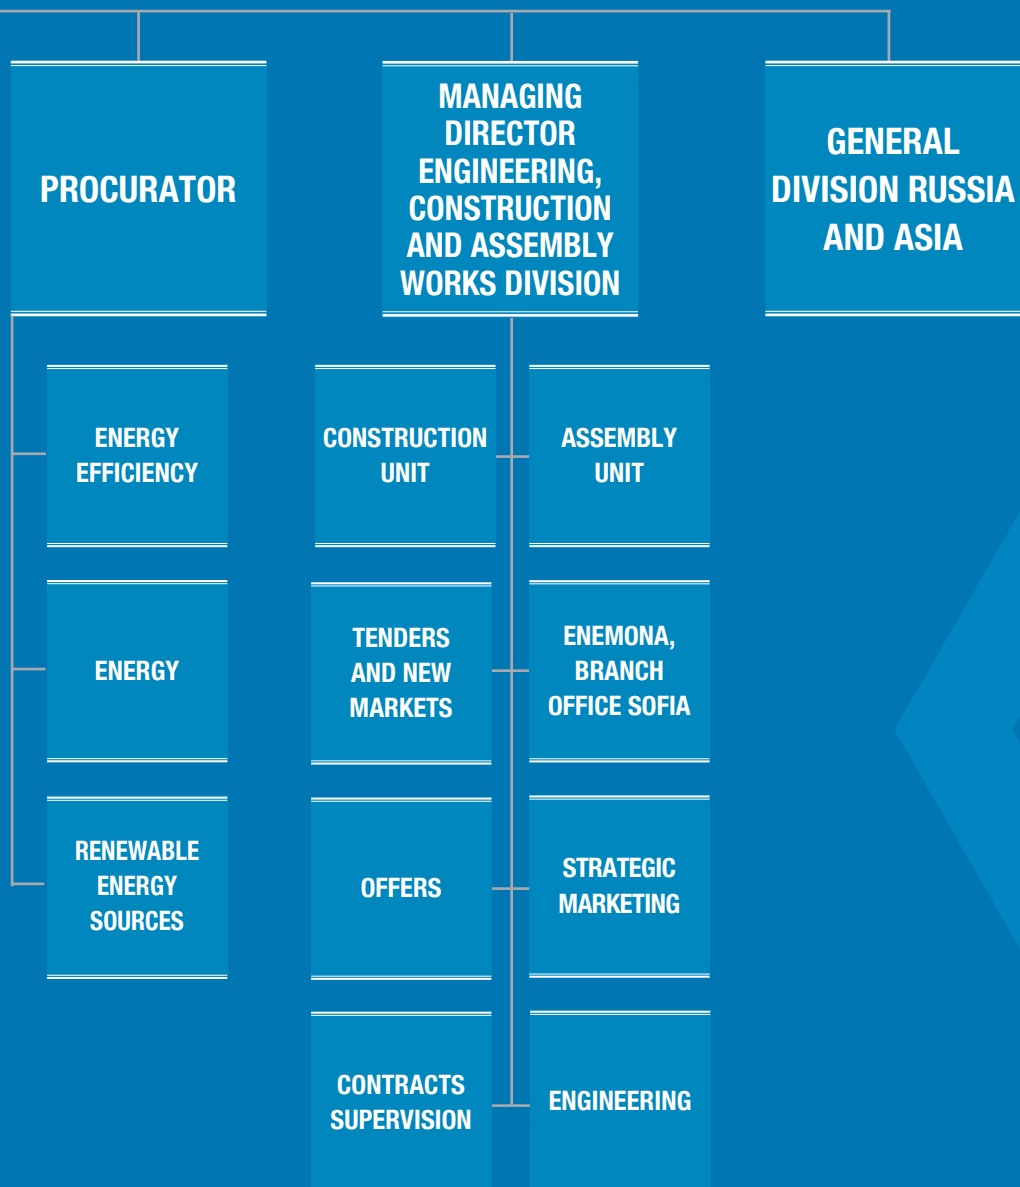 PROCURATOR
MANAGING
DIRECTOR
ENGINEERING,
CONSTRUCTION
AND ASSEMBLY
WORKS DIVISION
GENERAL
DIVISION RUSSIA
AND ASIA
ENERGY
EFFICIENCY
ENERGY
RENEWABLE
ENERGY
SOURCES
CONSTRUCTION
UNIT
ASSEMBLY
UNIT
TENDERS
AND NEW
MARKETS
ENEMONA,
BRANCH
OFFICE SOFIA
OFFERS
STRATEGIC
MARKETING
CONTRACTS
SUPERVISION
ENGINEERING